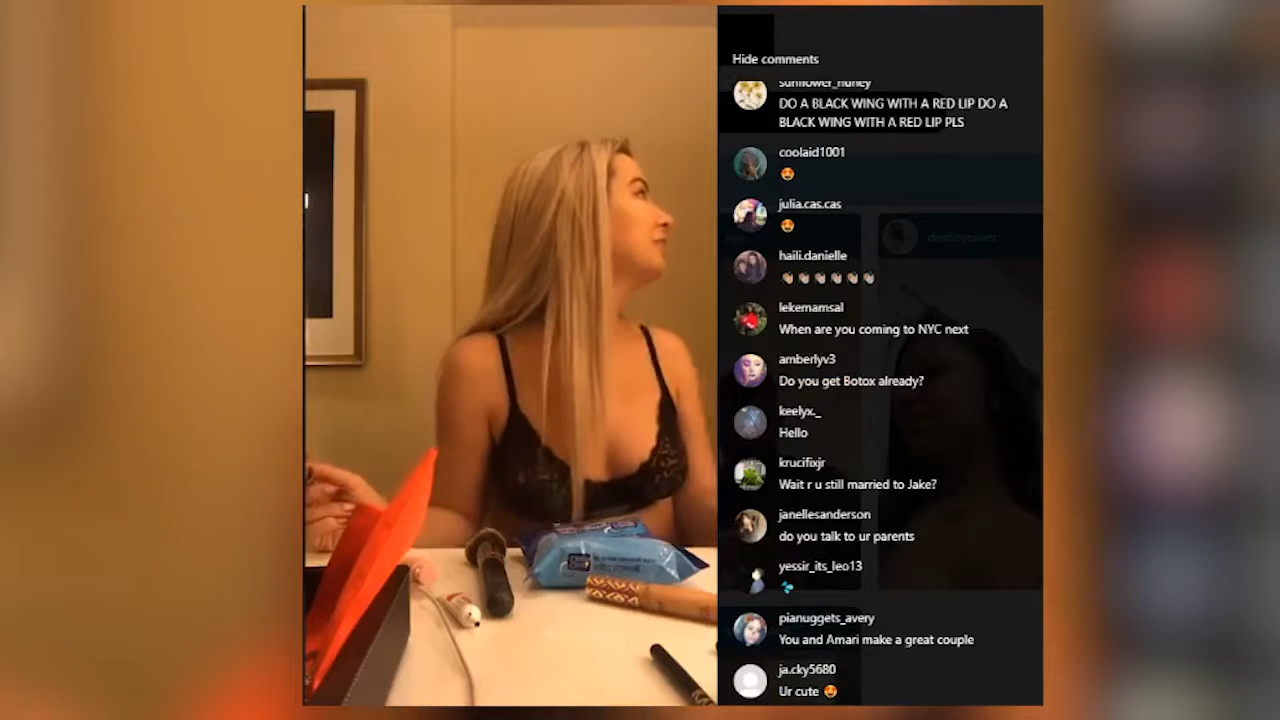 Hide comments
sunflower_huney
DO A BLACK WING WITH A RED LIP DO A
BLACK WING WITH A RED LIP PLS
coolaid1001
😍
julia.cas.cas
😍
haili.danielle
👏🏼👏🏼👏🏼👏🏼👏🏼👏🏼
lekemamsal
When are you coming to NYC next
amberlyv3
Do you get Botox already?
keelyx._
Hello
krucifixjr
Wait r u still married to Jake?
janellesanderson
do you talk to ur parents
yessir_its_leo13
💦
pianuggets_avery
You and Amari make a great couple
ja.cky5680
Ur cute 😍